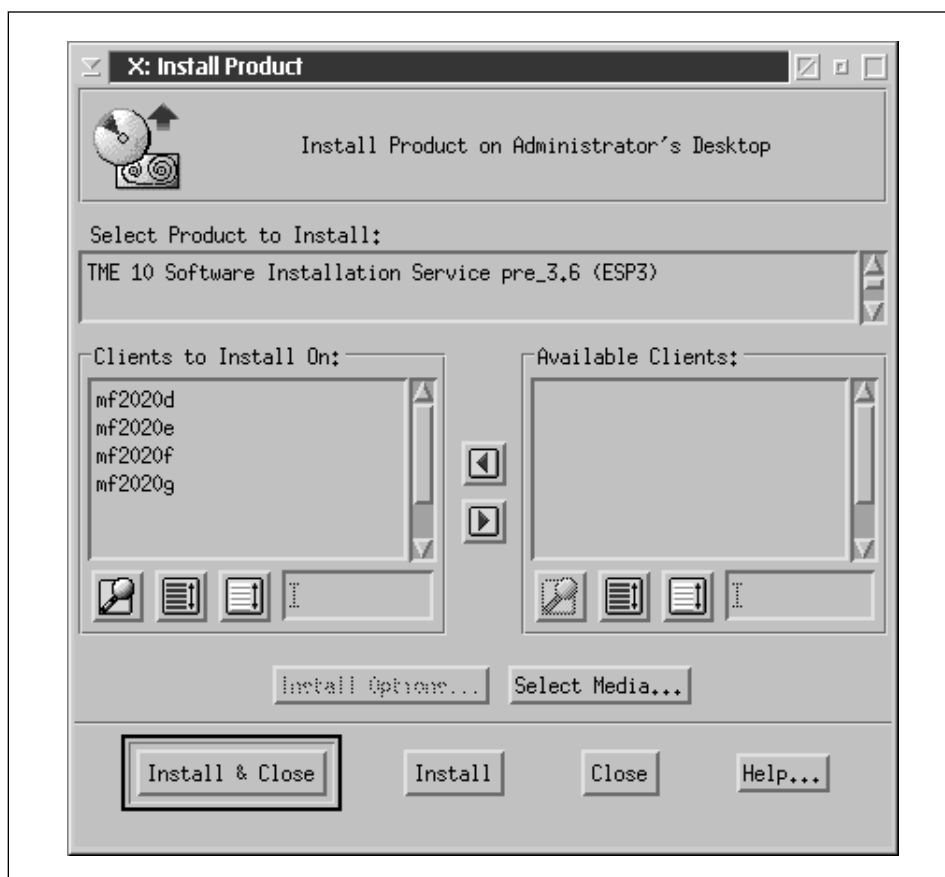 X: Install Product
Install Product on Administrator's Desktop
Select Product to Install:
TME 10 Software Installation Service pre_3.6 (ESP3)
Clients to Install On:
Available Clients:
mf2020d
mf2020e
mf2020f
mf2020g
Install Options...
Select Media...
Install & Close
Install
Close
Help...